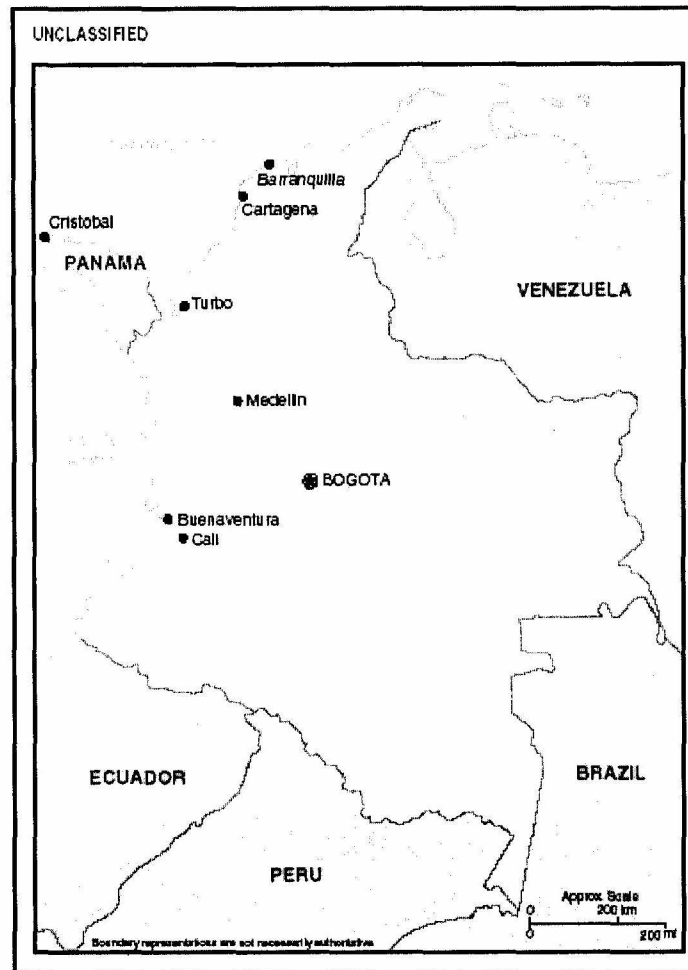 UNCLASSIFIED
Barranquilla
Cartagena
Cristobal
PANAMA
VENEZUELA
Turbo
Medellin
BOGOTA
Buenaventura
Cali
ECUADOR
BRAZIL
PERU
Approx. Scale
0 200 km
0 200 mi
Boundary representations are not necessarily authoritative